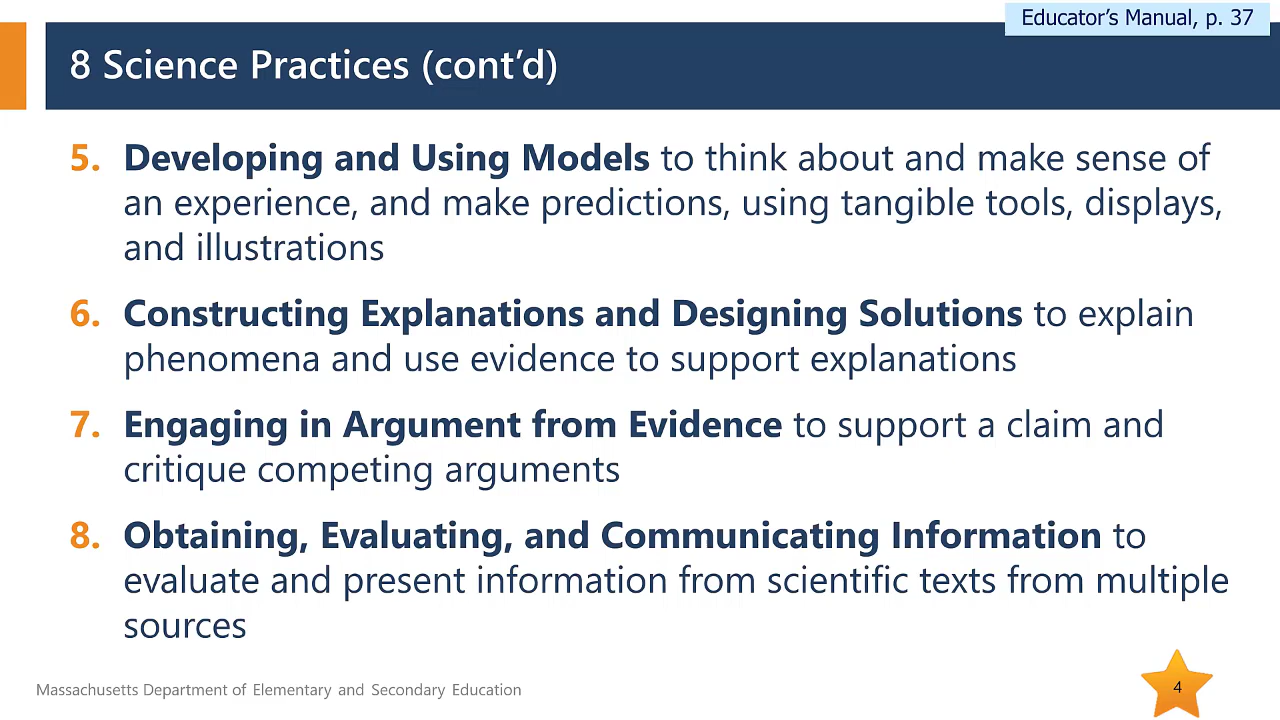 Educator’s Manual, p. 37
8 Science Practices (cont’d)
5. Developing and Using Models to think about and make sense of
an experience, and make predictions, using tangible tools, displays,
and illustrations
6. Constructing Explanations and Designing Solutions to explain
phenomena and use evidence to support explanations
7. Engaging in Argument from Evidence to support a claim and
critique competing arguments
8. Obtaining, Evaluating, and Communicating Information to
evaluate and present information from scientific texts from multiple
sources
Massachusetts Department of Elementary and Secondary Education
4